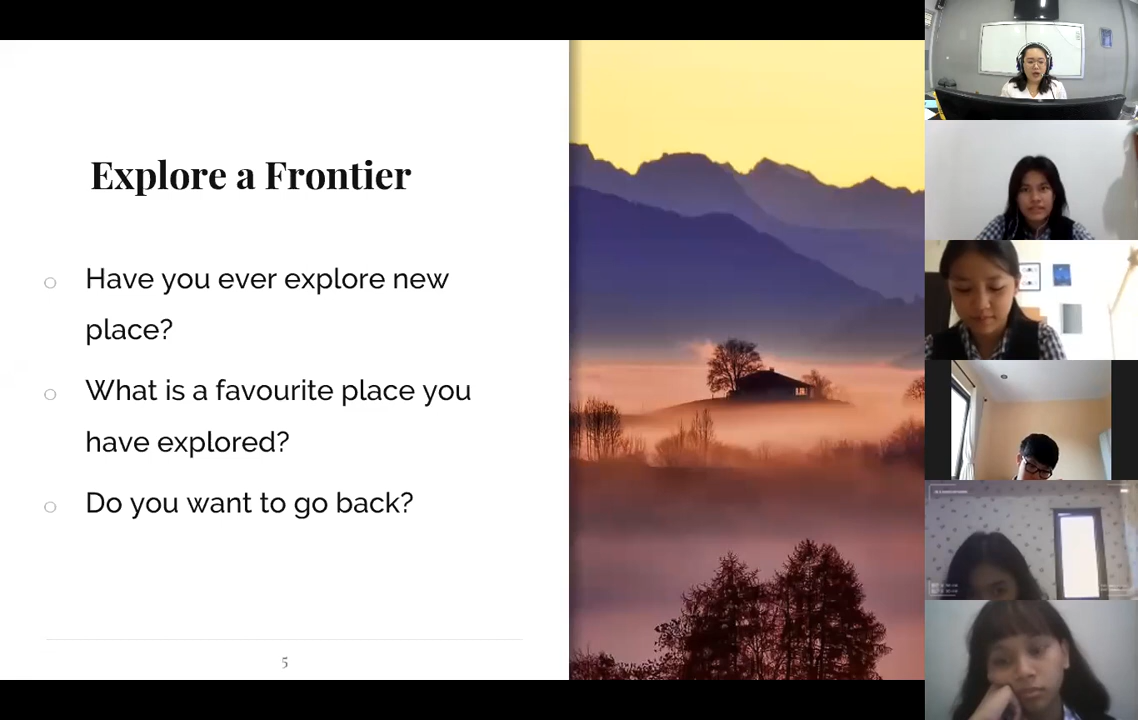 Explore a Frontier
Have you ever explore new
place?
What is a favourite place you
have explored?
Do you want to go back?
5